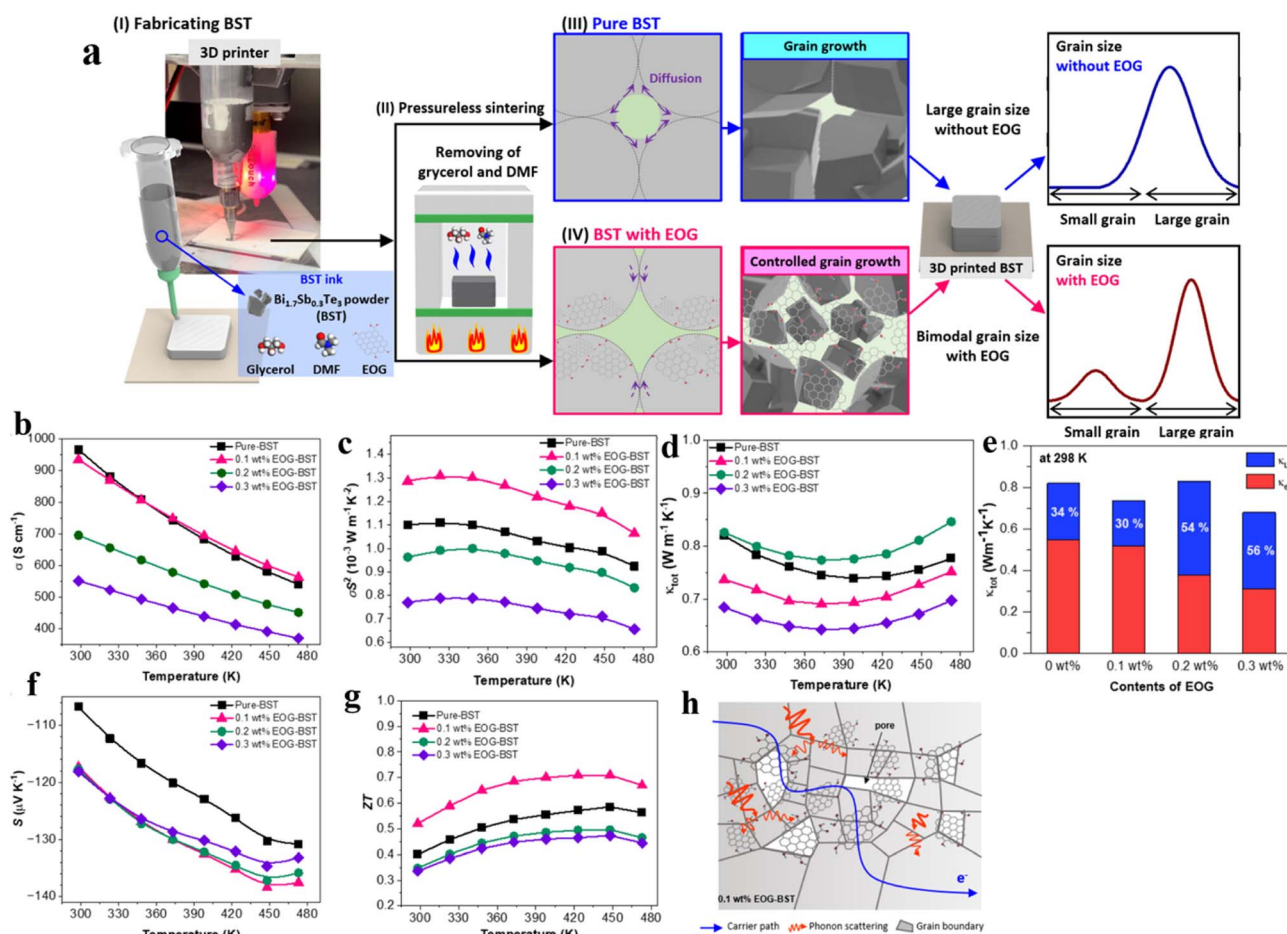 a
(I) Fabricating BST
3D printer
BST ink
Bi1.7Sb0.3Te3 powder
(BST)
Glycerol
DMF
EOG
(II) Pressureless sintering
Removing of
grycerol and DMF
(III) Pure BST
Diffusion
Grain growth
(IV) BST with EOG
Controlled grain growth
Large grain size
without EOG
3D printed BST
Bimodal grain size
with EOG
Grain size
without EOG
Small grain
Large grain
Grain size
with EOG
Small grain
Large grain
b
1000
900
800
700
600
500
400
σ (S cm-1)
Pure-BST
0.1 wt% EOG-BST
0.2 wt% EOG-BST
0.3 wt% EOG-BST
300 330 360 390 420 450 480
Temperature (K)
c
1.5
1.4
1.3
1.2
1.1
1.0
0.9
0.8
0.7
0.6
σS2 (10-3 W m-1 K-2)
Pure-BST
0.1 wt% EOG-BST
0.2 wt% EOG-BST
0.3 wt% EOG-BST
300 330 360 390 420 450 480
Temperature (K)
d
1.0
0.9
0.8
0.7
0.6
κtot (W m-1 K-1)
Pure-BST
0.1 wt% EOG-BST
0.2 wt% EOG-BST
0.3 wt% EOG-BST
300 330 360 390 420 450 480
Temperature (K)
e
1.0
0.8
0.6
0.4
0.2
0.0
κtot (Wm-1K-1)
at 298 K
34 %
30 %
54 %
56 %
0 wt% 0.1 wt% 0.2 wt% 0.3 wt%
Contents of EOG
f
-110
-120
-130
-140
S (μV K-1)
Pure-BST
0.1 wt% EOG-BST
0.2 wt% EOG-BST
0.3 wt% EOG-BST
300 330 360 390 420 450 480
Temperature (K)
g
1.0
0.9
0.8
0.7
0.6
0.5
0.4
0.3
0.2
ZT
Pure-BST
0.1 wt% EOG-BST
0.2 wt% EOG-BST
0.3 wt% EOG-BST
300 330 360 390 420 450 480
Temperature (K)
h
pore
e-
0.1 wt% EOG-BST
Carrier path
Phonon scattering
Grain boundary